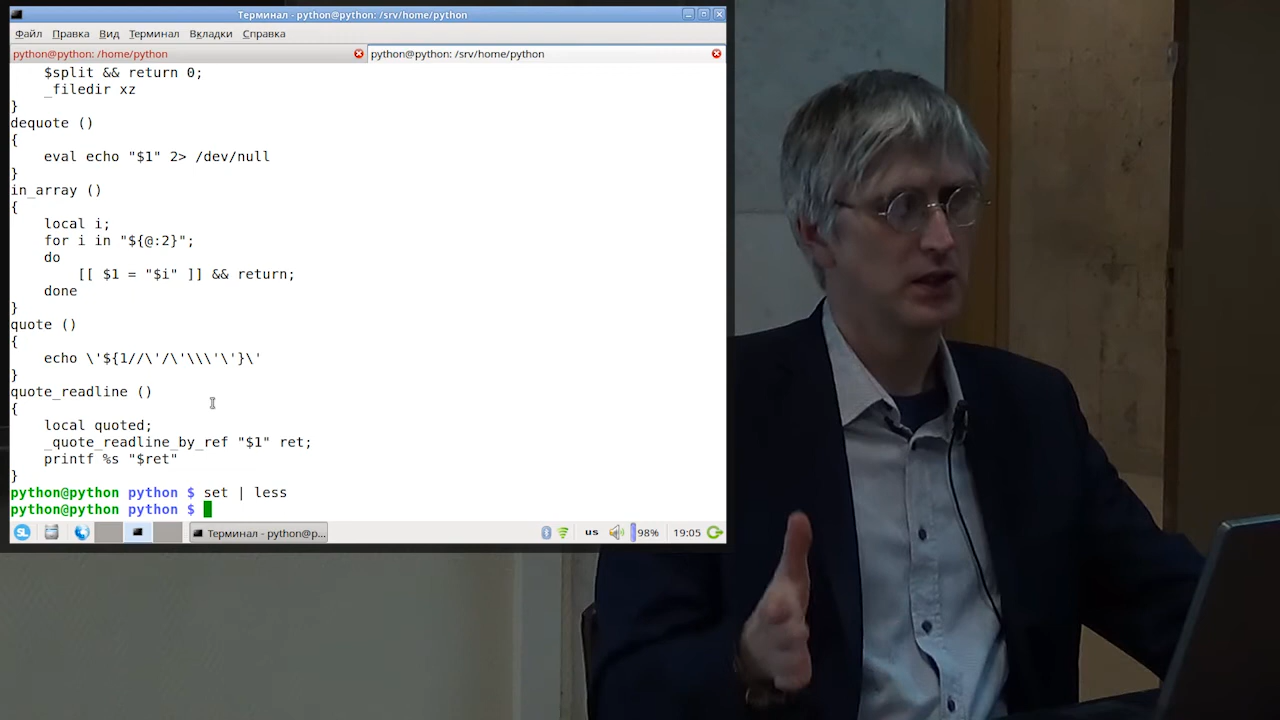 Терминал - python@python: /srv/home/python
Файл Правка Вид Терминал Вкладки Справка
python@python: /home/python python@python: /srv/home/python
$split && return 0;
_filedir xz
}
dequote ()
{
eval echo "$1" 2> /dev/null
}
in_array ()
{
local i;
for i in "${@:2}";
do
[[ $1 = "$i" ]] && return;
done
}
quote ()
{
echo \'${1//\'/\'\\\'\'}\'
}
quote_readline ()
{
local quoted;
_quote_readline_by_ref "$1" ret;
printf %s "$ret"
}
python@python python $ set | less
python@python python $
Терминал - python@p... us 98% 19:05